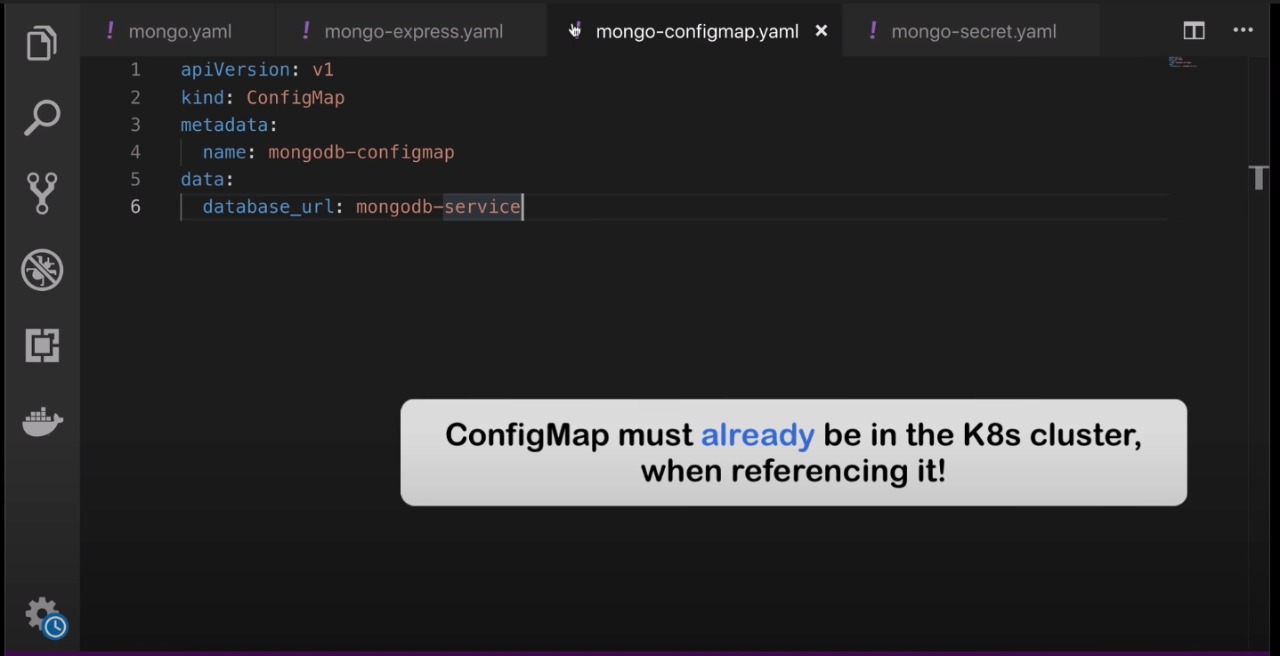 mongo.yaml
mongo-express.yaml
mongo-configmap.yaml
mongo-secret.yaml
1 apiVersion: v1
2 kind: ConfigMap
3 metadata:
4 name: mongodb-configmap
5 data:
6 database_url: mongodb-service
ConfigMap must already be in the K8s cluster,
when referencing it!